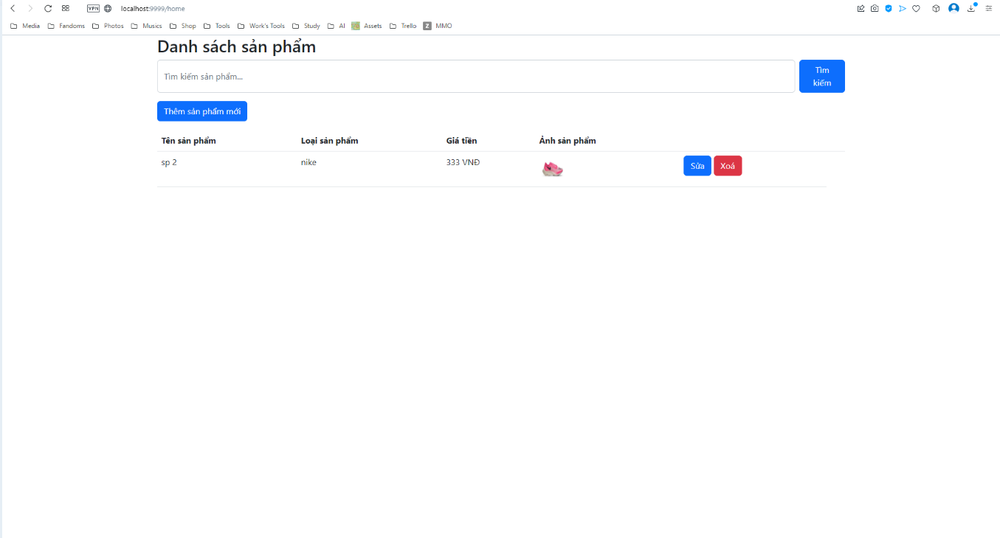 VPN localhost:9999/home
Media Fandoms Photos Musics Shop Tools Work's Tools Study AI Assets Trello Z MMO
Danh sách sản phẩm
Tìm kiếm sản phẩm... Tìm
kiếm
Thêm sản phẩm mới
Tên sản phẩm Loại sản phẩm Giá tiền Ảnh sản phẩm
sp 2 nike 333 VNĐ Sửa Xoá